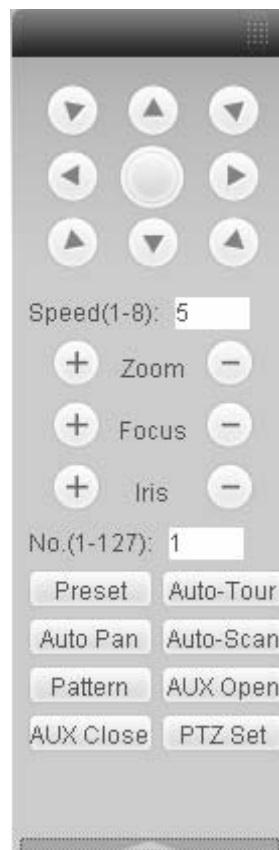 Speed(1-8): 5
+ Zoom −
+ Focus −
+ Iris −
No.(1-127): 1
Preset Auto-Tour
Auto Pan Auto-Scan
Pattern AUX Open
AUX Close PTZ Set